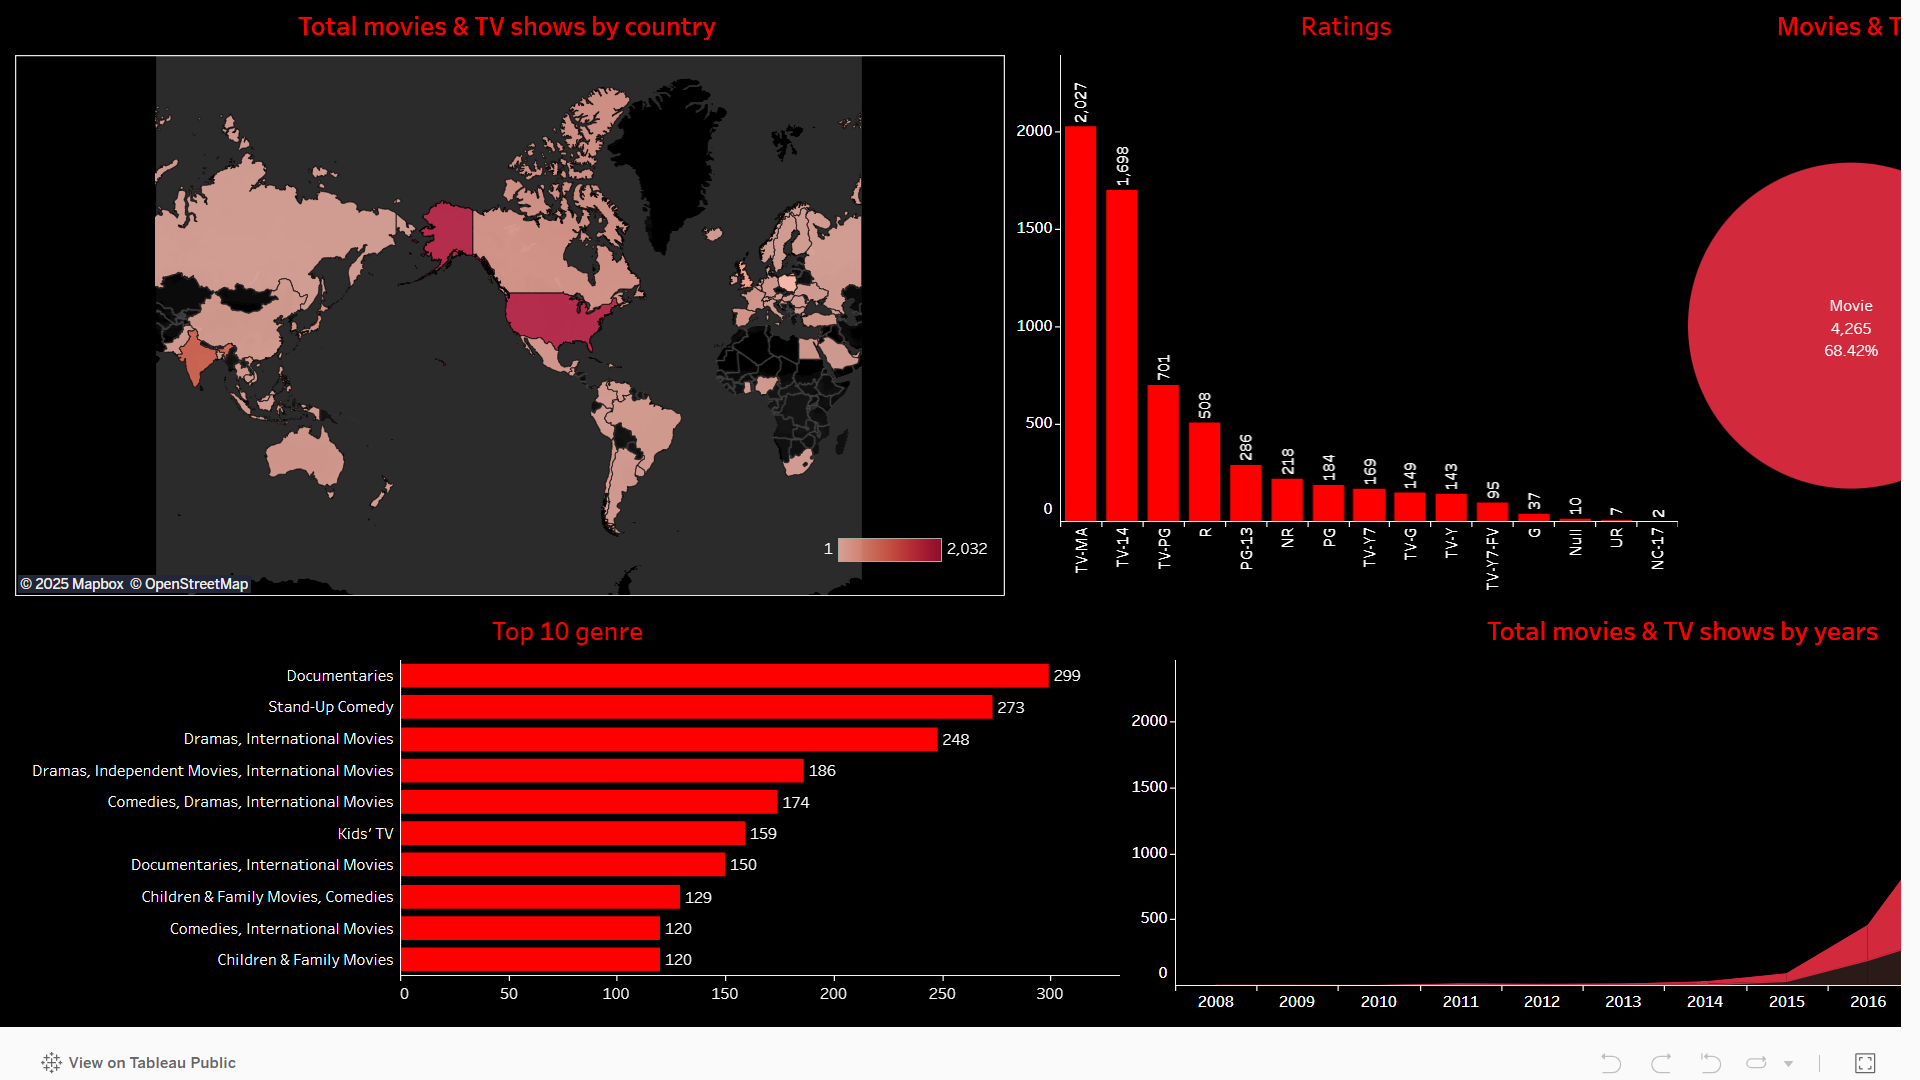 Total movies & TV shows by country
1
2,032
© 2025 Mapbox © OpenStreetMap
Ratings
2000
1500
1000
500
0
2,027
1,698
701
508
286
218
184
169
149
143
95
37
10
7
2
TV-MA
TV-14
TV-PG
R
PG-13
NR
PG
TV-Y7
TV-G
TV-Y
TV-Y7-FV
G
Null
UR
NC-17
Movies & T
Movie
4,265
68.42%
Top 10 genre
Documentaries 299
Stand-Up Comedy 273
Dramas, International Movies 248
Dramas, Independent Movies, International Movies 186
Comedies, Dramas, International Movies 174
Kids’ TV 159
Documentaries, International Movies 150
Children & Family Movies, Comedies 129
Comedies, International Movies 120
Children & Family Movies 120
0 50 100 150 200 250 300
Total movies & TV shows by years
2000
1500
1000
500
0
2008 2009 2010 2011 2012 2013 2014 2015 2016
View on Tableau Public